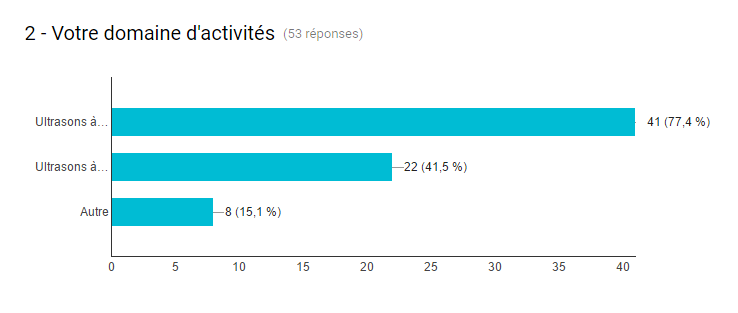 2 - Votre domaine d'activités (53 réponses)
Ultrasons à… 41 (77,4 %)
Ultrasons à… 22 (41,5 %)
Autre 8 (15,1 %)
0 5 10 15 20 25 30 35 40